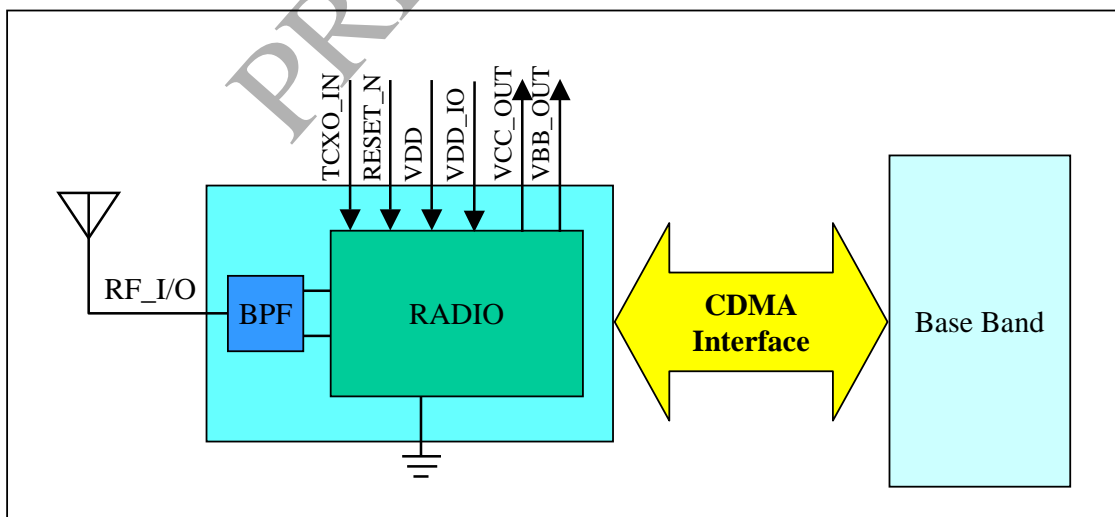 TCXO_IN
RESET_N
VDD
VDD_IO
VCC_OUT
VBB_OUT
RF_I/O
BPF
RADIO
CDMA
Interface
Base Band